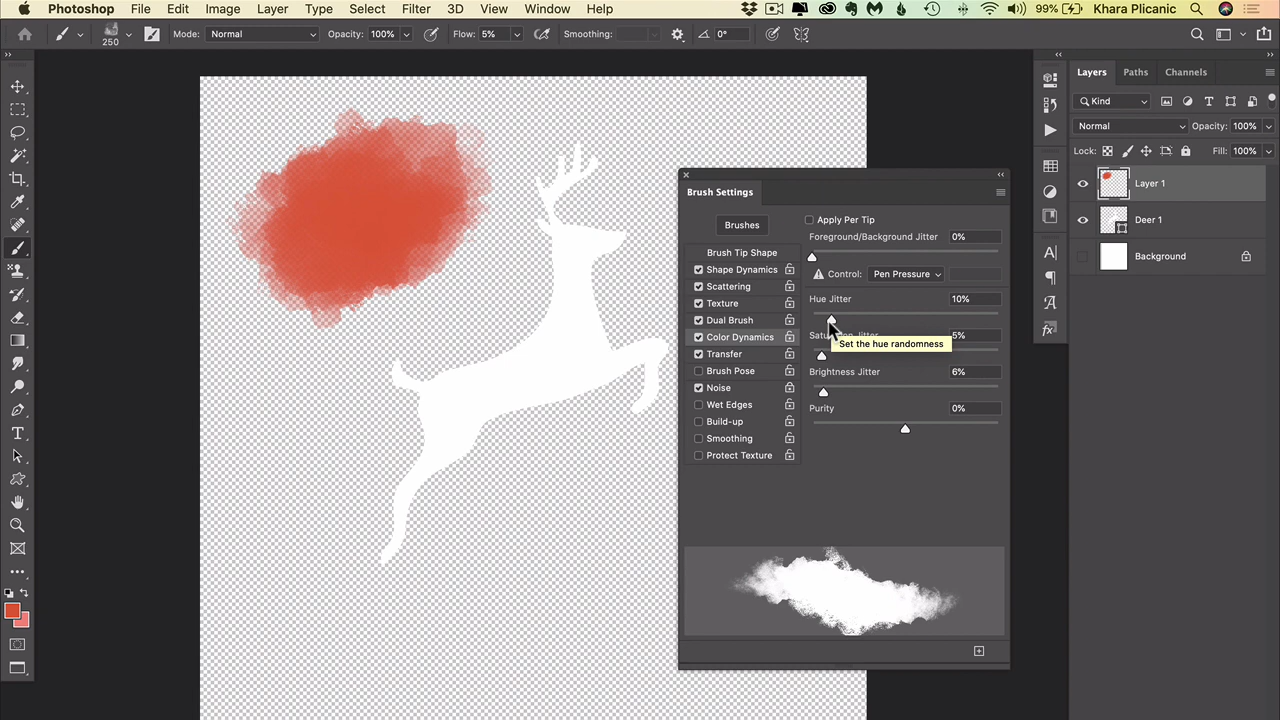 Photoshop File Edit Image Layer Type Select Filter 3D View Window Help 99% Khara Plicanic
250 Mode: Normal Opacity: 100% Flow: 5% Smoothing: 0°
Layers Paths Channels
Kind
Normal Opacity: 100%
Lock: Fill: 100%
Layer 1
Deer 1
Background
Brush Settings
Brushes
Brush Tip Shape
Shape Dynamics
Scattering
Texture
Dual Brush
Color Dynamics
Transfer
Brush Pose
Noise
Wet Edges
Build-up
Smoothing
Protect Texture
Apply Per Tip
Foreground/Background Jitter 0%
Control: Pen Pressure
Hue Jitter 10%
Jitter 5%
Set the hue randomness
Brightness Jitter 6%
Purity 0%